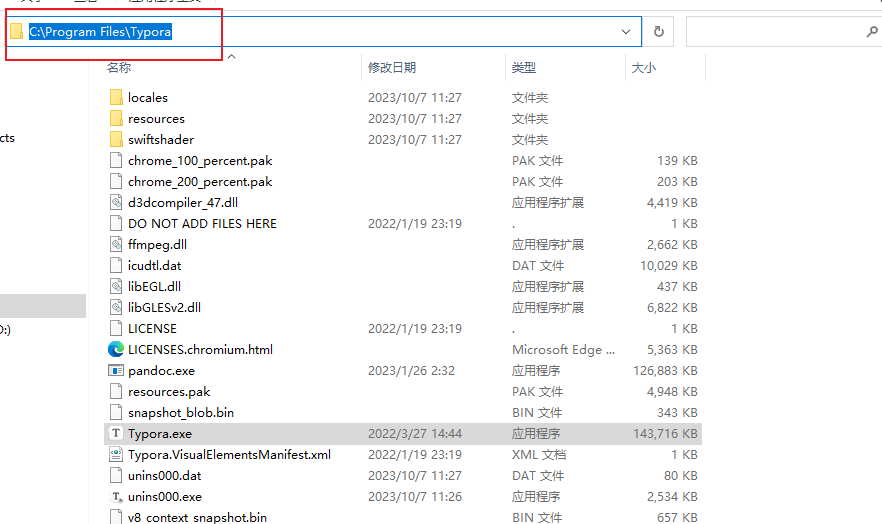 C:\Program Files\Typora
名称 修改日期 类型 大小
locales 2023/10/7 11:27 文件夹
resources 2023/10/7 11:27 文件夹
swiftshader 2023/10/7 11:27 文件夹
cts
chrome_100_percent.pak PAK 文件 139 KB
chrome_200_percent.pak PAK 文件 203 KB
d3dcompiler_47.dll 应用程序扩展 4,419 KB
DO NOT ADD FILES HERE 2022/1/19 23:19 . 1 KB
ffmpeg.dll 应用程序扩展 2,662 KB
icudtl.dat DAT 文件 10,029 KB
libEGL.dll 应用程序扩展 437 KB
libGLESv2.dll 应用程序扩展 6,822 KB
:)
LICENSE 2022/1/19 23:19 . 1 KB
LICENSES.chromium.html Microsoft Edge ... 5,363 KB
pandoc.exe 2023/1/26 2:32 应用程序 126,883 KB
resources.pak PAK 文件 4,948 KB
snapshot_blob.bin BIN 文件 343 KB
Typora.exe 2022/3/27 14:44 应用程序 143,716 KB
Typora.VisualElementsManifest.xml 2022/1/19 23:19 XML 文档 1 KB
unins000.dat 2023/10/7 11:27 DAT 文件 80 KB
unins000.exe 2023/10/7 11:26 应用程序 2,534 KB
v8_context_snapshot.bin BIN 文件 657 KB